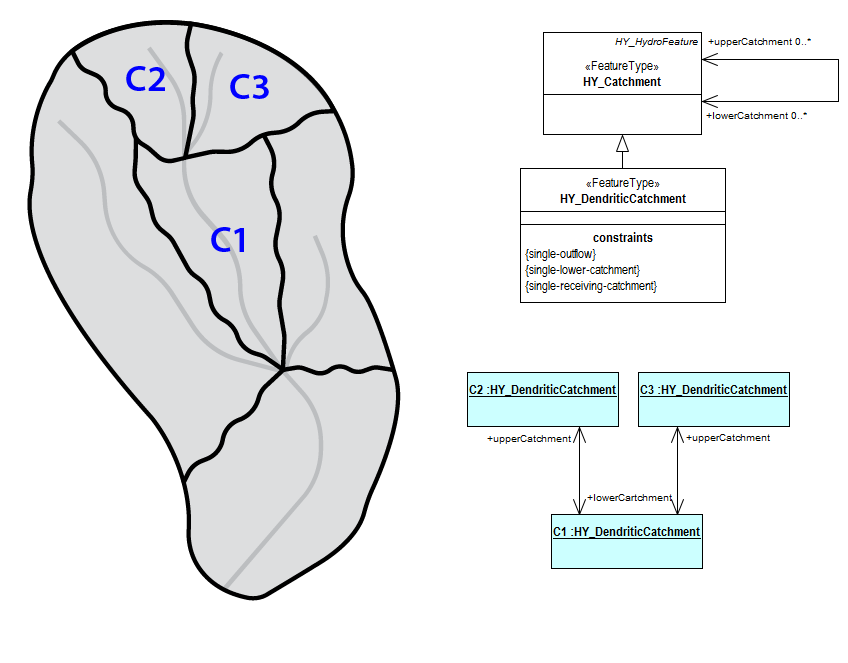 C2
C3
C1
HY_HydroFeature
+upperCatchment 0..*
«FeatureType»
HY_Catchment
+lowerCatchment 0..*
«FeatureType»
HY_DendriticCatchment
constraints
{single-outflow}
{single-lower-catchment}
{single-receiving-catchment}
C2 :HY_DendriticCatchment
C3 :HY_DendriticCatchment
+upperCatchment
+upperCatchment
+lowerCartchment
C1 :HY_DendriticCatchment